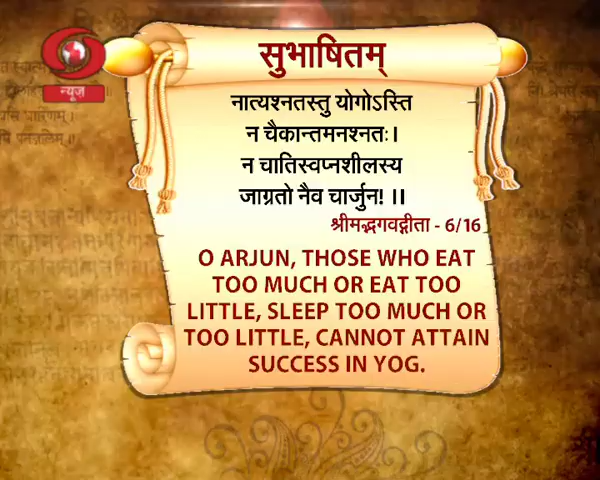 सुभाषितम्
न्यूज़
नात्यश्नतस्तु योगोऽस्ति
न चैकान्तमनश्नतः।
न चातिस्वप्नशीलस्य
जाग्रतो नैव चार्जुन! ।।
श्रीमद्भगवद्गीता - 6/16
O ARJUN, THOSE WHO EAT
TOO MUCH OR EAT TOO
LITTLE, SLEEP TOO MUCH OR
TOO LITTLE, CANNOT ATTAIN
SUCCESS IN YOG.